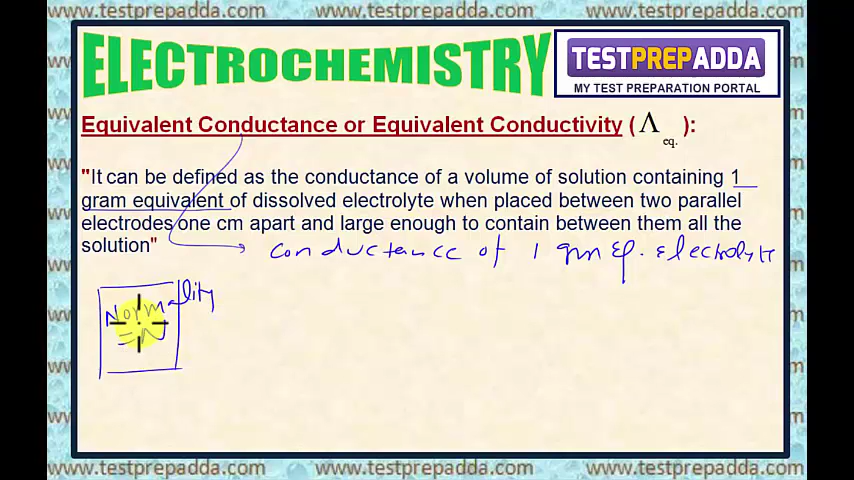 www.testprepadda.com www.testprepadda.com www.testprepadda.com
ELECTROCHEMISTRY
TESTPREPADDA
MY TEST PREPARATION PORTAL
Equivalent Conductance or Equivalent Conductivity ( Λ eq. ):
"It can be defined as the conductance of a volume of solution containing 1
gram equivalent of dissolved electrolyte when placed between two parallel
electrodes one cm apart and large enough to contain between them all the
solution"
conductance of 1 gm Eq. Electrolyte
Normality
= N
www.testprepadda.com www.testprepadda.com www.testprepadda.com